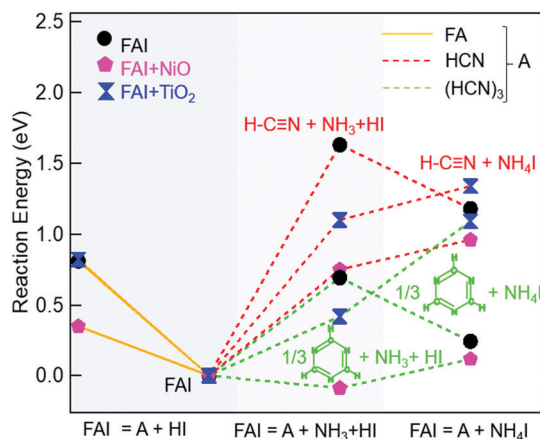 2.5
2.0
1.5
1.0
0.5
0.0
Reaction Energy (eV)
FAI
FAI+NiO
FAI+TiO₂
FA
HCN
(HCN)₃
A
H-C≡N + NH₃+HI
H-C≡N + NH₄I
H
1/3 N N N + NH₄I
H H
H
1/3 N N N + NH₃+ HI
H H
FAI
FAI = A + HI
FAI = A + NH₃+HI
FAI = A + NH₄I